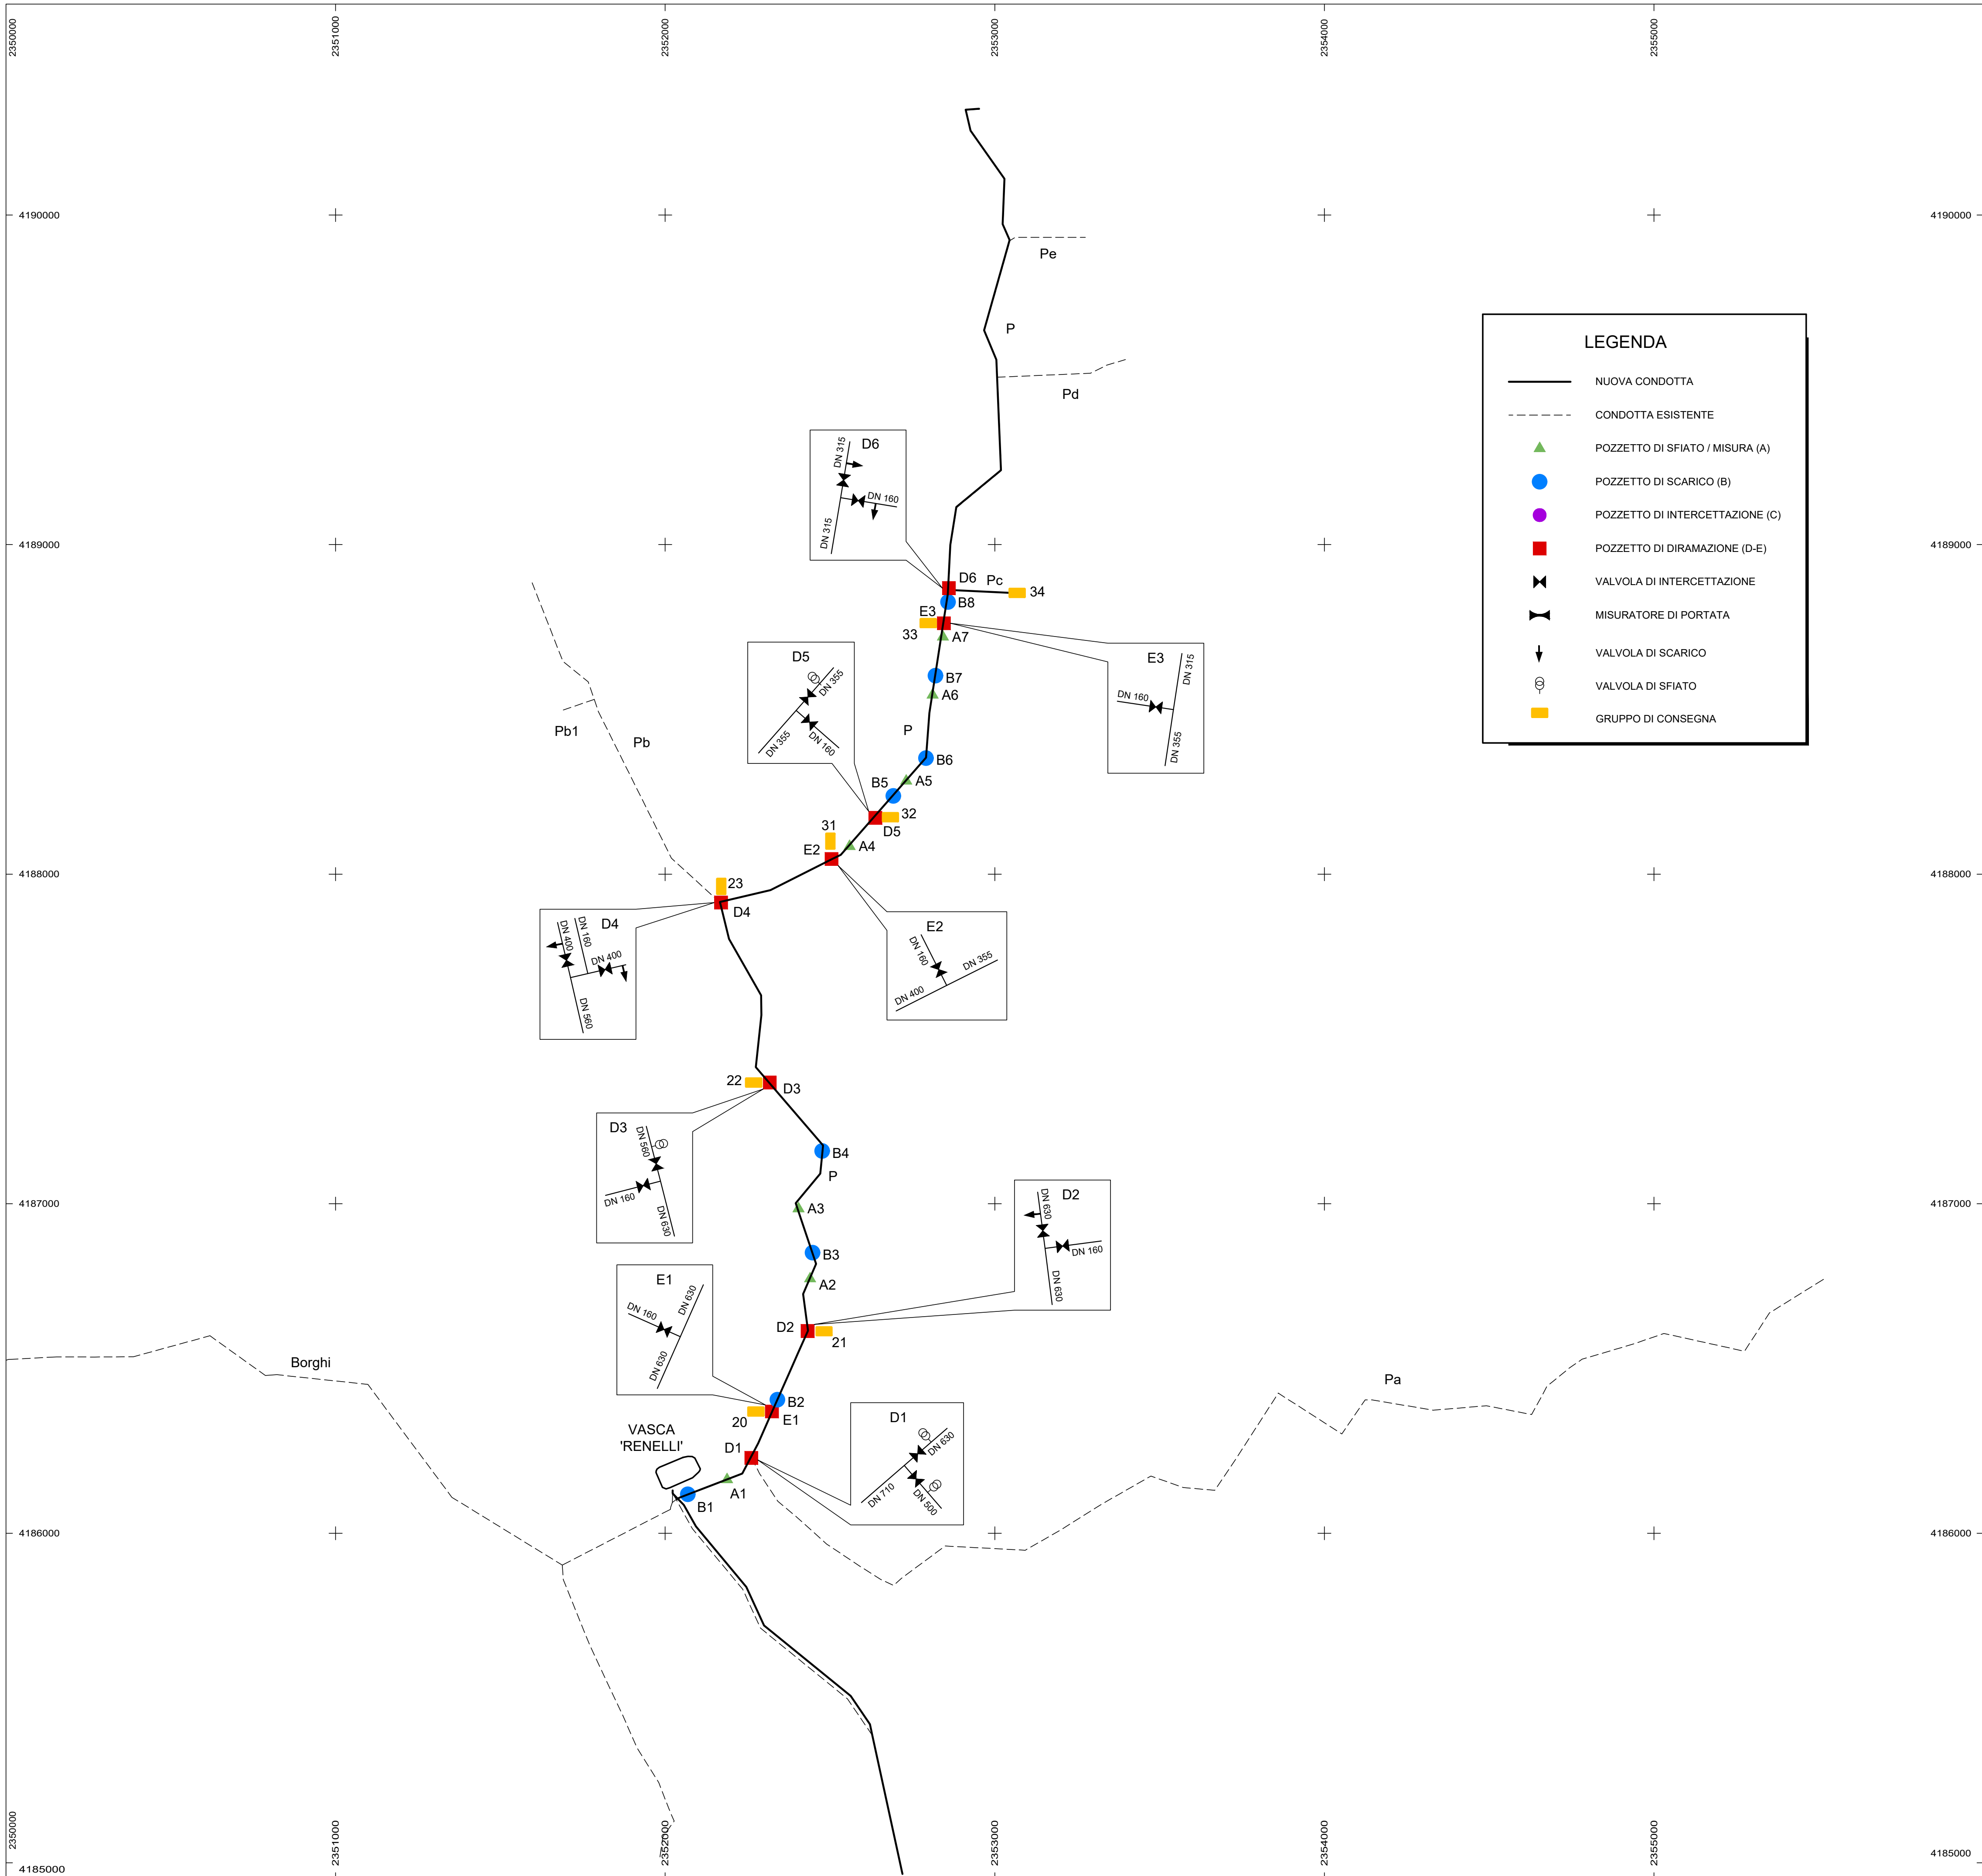 2350000
2351000
2352000
2353000
2354000
2355000
4190000
4190000
Pe
P
Pd
LEGENDA
NUOVA CONDOTTA
CONDOTTA ESISTENTE
POZZETTO DI SFIATO / MISURA (A)
POZZETTO DI SCARICO (B)
POZZETTO DI INTERCETTAZIONE (C)
POZZETTO DI DIRAMAZIONE (D-E)
VALVOLA DI INTERCETTAZIONE
MISURATORE DI PORTATA
VALVOLA DI SCARICO
VALVOLA DI SFIATO
GRUPPO DI CONSEGNA
D6
DN 315
DN 160
DN 315
4189000
4189000
D6
Pc
34
B8
E3
33
A7
D5
DN 355
DN 355
DN 160
E3
DN 315
DN 160
DN 355
B7
A6
Pb1
Pb
P
B6
B5
A5
32
31
D5
E2
A4
4188000
4188000
23
D4
D4
DN 400
DN 160
DN 400
DN 560
E2
DN 160
DN 355
DN 400
22
D3
D3
DN 560
DN 160
DN 630
B4
P
4187000
4187000
A3
D2
DN 630
DN 160
DN 630
B3
A2
E1
DN 160
DN 630
DN 630
D2
21
Borghi
Pa
B2
20
E1
VASCA
'RENELLI'
D1
D1
DN 630
DN 710
DN 500
A1
B1
4186000
4186000
2350000
2351000
2352000
2353000
2354000
2355000
4185000
4185000